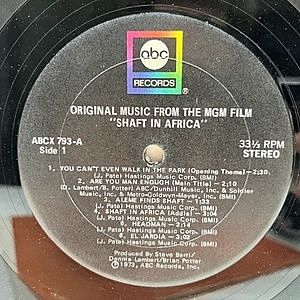 abc
RECORDS
®
ORIGINAL MUSIC FROM THE MGM FILM
"SHAFT IN AFRICA"
ABCX 793-A
Side 1
33⅓ RPM
STEREO
1. YOU CAN'T EVEN WALK IN THE PARK (Opening Theme) - 2:30
(J. Pate) Hastings Music Corp. (BMI)
2. ARE YOU MAN ENOUGH (Main Title) - 2:10
(D. Lambert/B. Potter) ABC/Dunhill Music, Inc. & Soldier
Music, Inc. & Metro-Goldwyn-Mayer, Inc. (BMI)
3. ALEME FINDS SHAFT - 1:33
(J. Pate) Hastings Music Corp. (BMI)
4. SHAFT IN AFRICA (Addis) - 3:04
(J. Pate) Hastings Music Corp. (BMI)
5. HEADMAN - 2:14
(J. Pate) Hastings Music Corp. (BMI)
6. EL JARDIA - 3:02
(J. Pate) Hastings Music Corp. (BMI)
Produced by Steve Barri/
Dennis Lambert/Brian Potter
©1973, ABC Records, Inc.